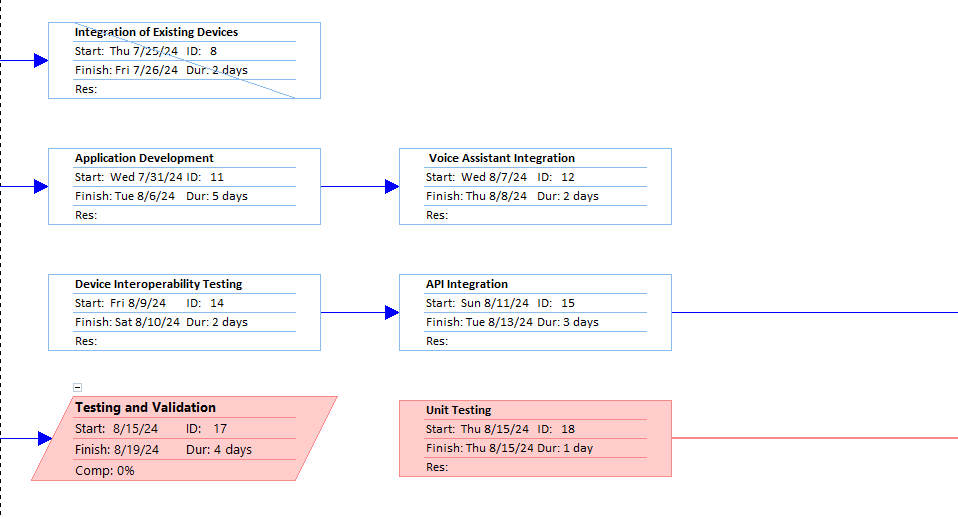 Integration of Existing Devices
Start: Thu 7/25/24 ID: 8
Finish: Fri 7/26/24 Dur: 2 days
Res:
Application Development
Start: Wed 7/31/24 ID: 11
Finish: Tue 8/6/24 Dur: 5 days
Res:
Voice Assistant Integration
Start: Wed 8/7/24 ID: 12
Finish: Thu 8/8/24 Dur: 2 days
Res:
Device Interoperability Testing
Start: Fri 8/9/24 ID: 14
Finish: Sat 8/10/24 Dur: 2 days
Res:
API Integration
Start: Sun 8/11/24 ID: 15
Finish: Tue 8/13/24 Dur: 3 days
Res:
Testing and Validation
Start: 8/15/24 ID: 17
Finish: 8/19/24 Dur: 4 days
Comp: 0%
Unit Testing
Start: Thu 8/15/24 ID: 18
Finish: Thu 8/15/24 Dur: 1 day
Res: